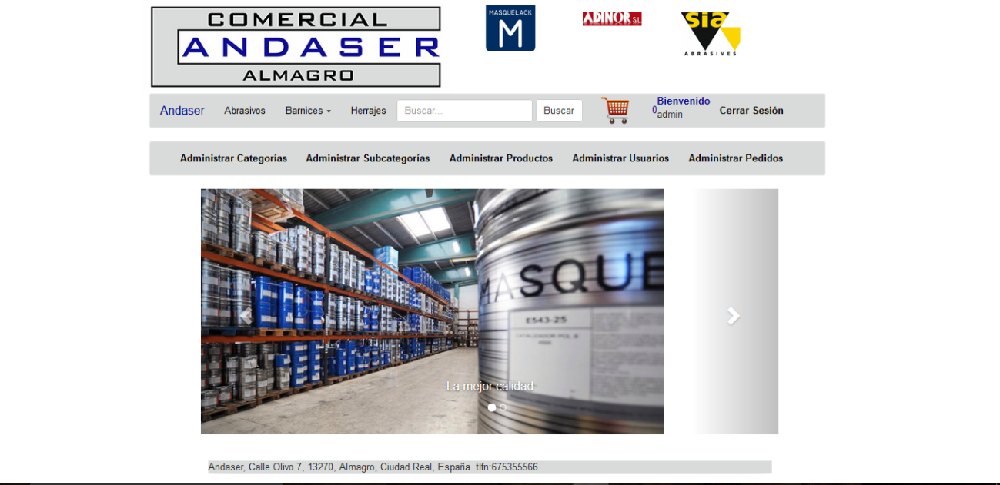 COMERCIAL
ANDASER
ALMAGRO
MASQUELACK
M
ADINOR SL
sia
ABRASIVES
Andaser Abrasivos Barnices Herrajes Buscar... Buscar 0 Bienvenido admin Cerrar Sesión
Administrar Categorías Administrar Subcategorías Administrar Productos Administrar Usuarios Administrar Pedidos
MASQUE
E543-25
CATALIZADOR POL
La mejor calidad
Andaser, Calle Olivo 7, 13270, Almagro, Ciudad Real, España. tlfn:675355566